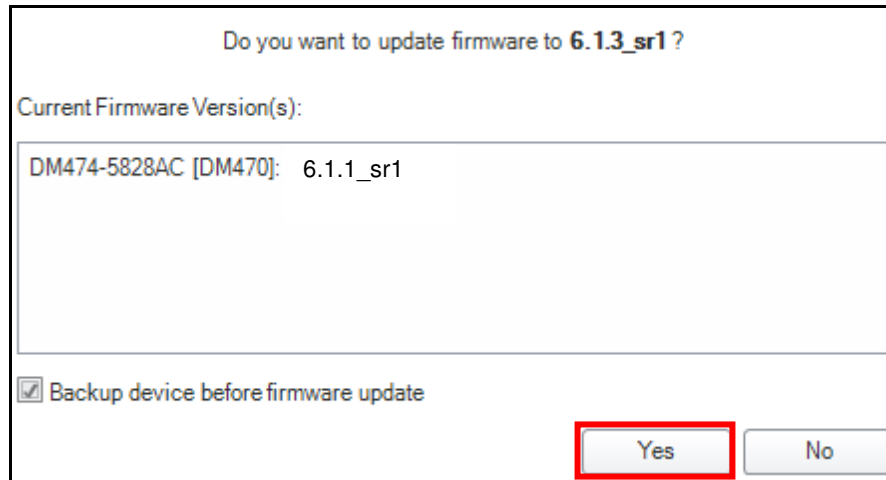 Do you want to update firmware to 6.1.3_sr1 ?
Current Firmware Version(s):
DM474-5828AC [DM470]: 6.1.1_sr1
Backup device before firmware update
Yes No